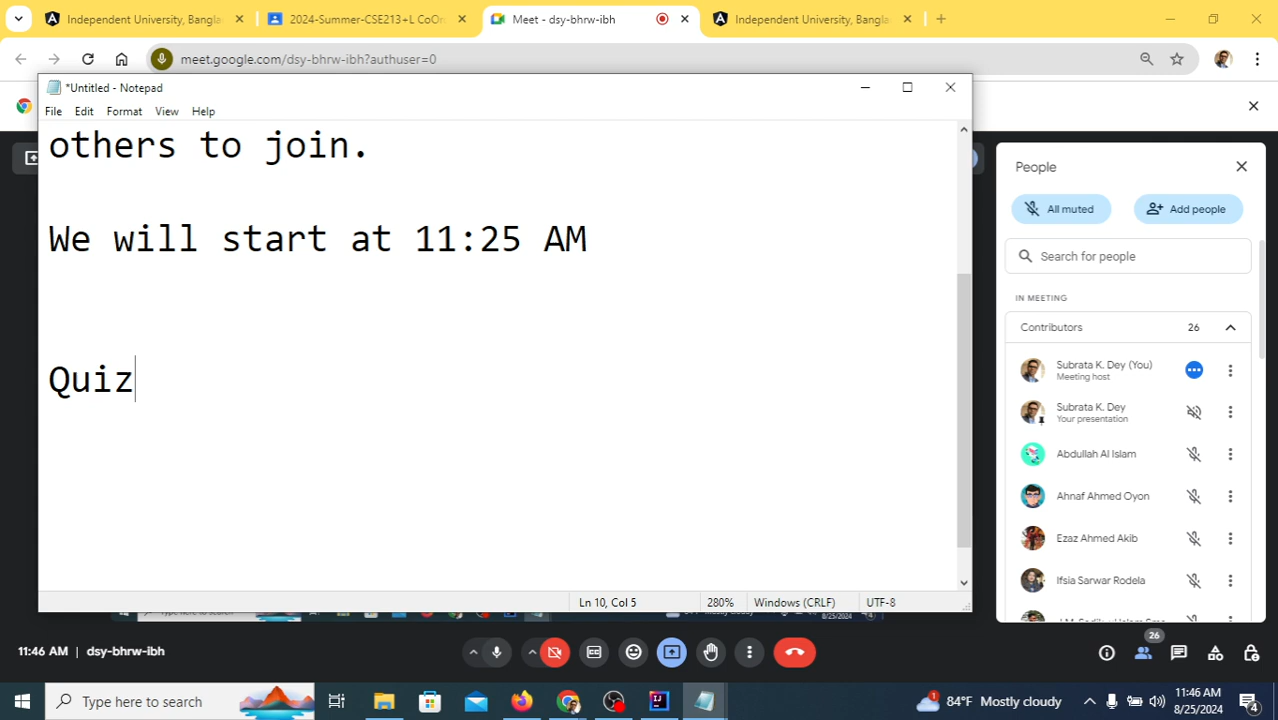 Independent University, Bangla
2024-Summer-CSE213+L CoOn
Meet - dsy-bhrw-ibh
Independent University, Bangla
meet.google.com/dsy-bhrw-ibh?authuser=0
*Untitled - Notepad
File Edit Format View Help
others to join.
We will start at 11:25 AM
Quiz
Ln 10, Col 5
280%
Windows (CRLF)
UTF-8
People
All muted
Add people
Search for people
IN MEETING
Contributors
26
Subrata K. Dey (You)
Meeting host
Subrata K. Dey
Your presentation
Abdullah Al Islam
Ahnaf Ahmed Oyon
Ezaz Ahmed Akib
Ifsia Sarwar Rodela
26
11:46 AM
dsy-bhrw-ibh
Type here to search
1
84°F Mostly cloudy
11:46 AM
8/25/2024
4